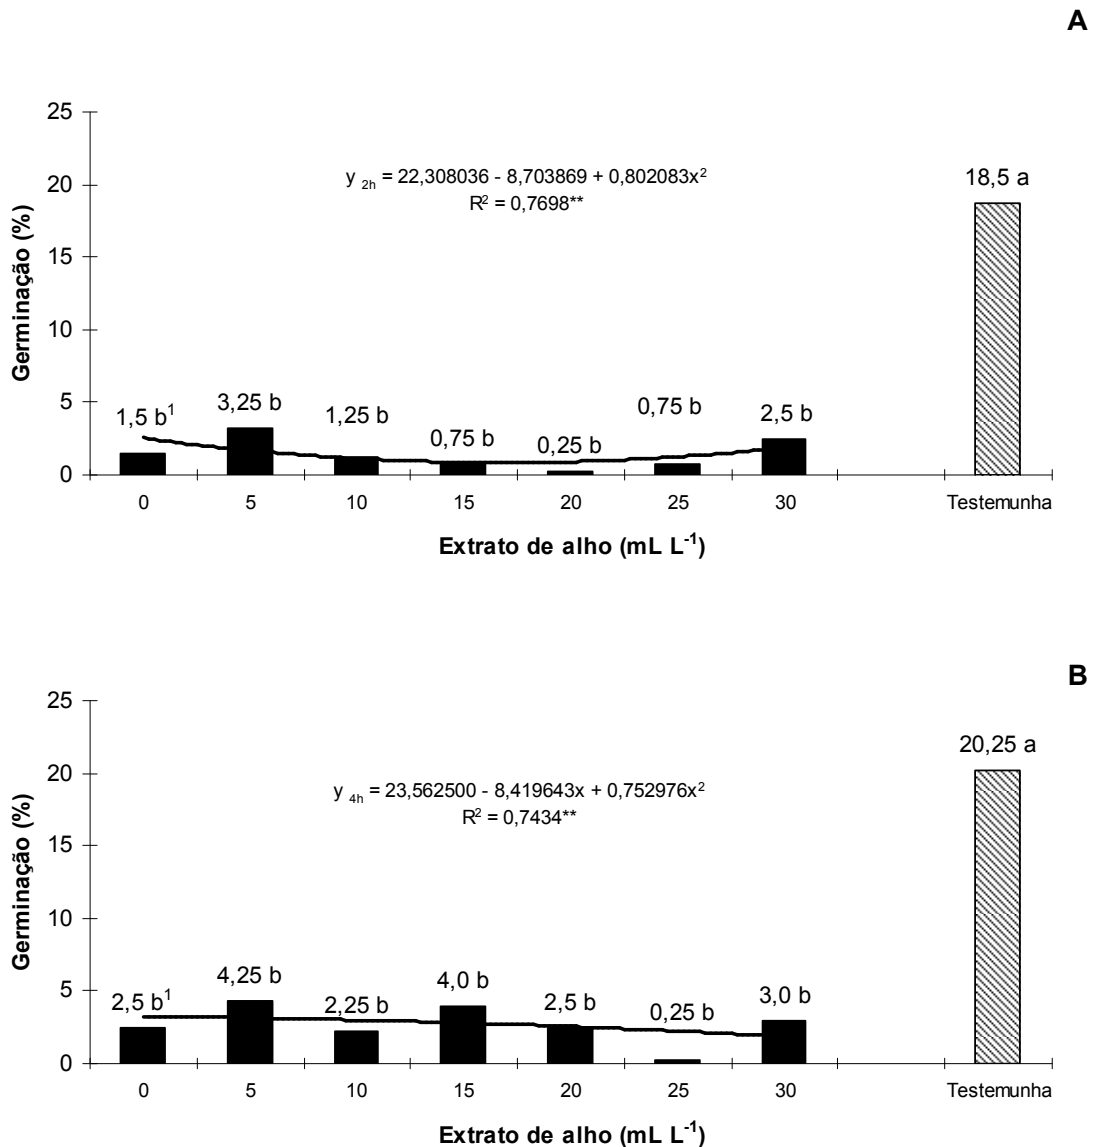 A
25
20
15
10
5
0
Germinação (%)
y 2h = 22,308036 - 8,703869 + 0,802083x²
R² = 0,7698**
1,5 b¹
3,25 b
1,25 b
0,75 b
0,25 b
0,75 b
2,5 b
18,5 a
0 5 10 15 20 25 30 Testemunha
Extrato de alho (mL L⁻¹)
B
25
20
15
10
5
0
Germinação (%)
y 4h = 23,562500 - 8,419643x + 0,752976x²
R² = 0,7434**
2,5 b¹
4,25 b
2,25 b
4,0 b
2,5 b
0,25 b
3,0 b
20,25 a
0 5 10 15 20 25 30 Testemunha
Extrato de alho (mL L⁻¹)